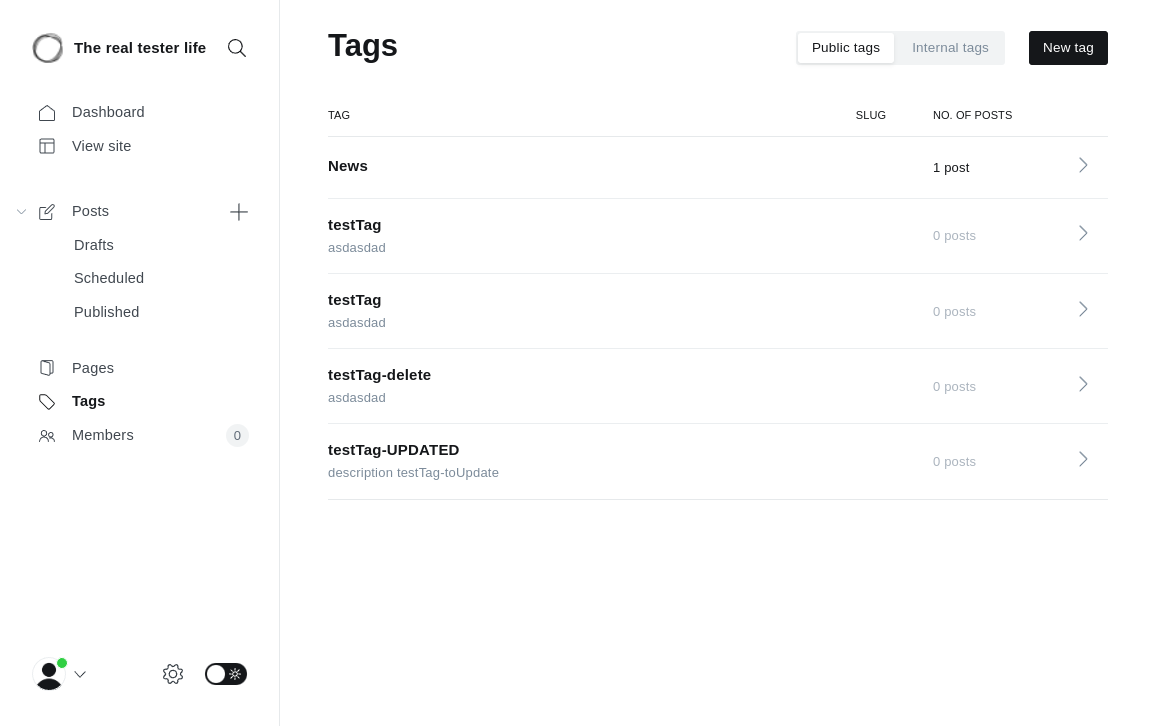 The real tester life
Dashboard
View site
Posts
Drafts
Scheduled
Published
Pages
Tags
Members 0
Tags
Public tags Internal tags New tag
TAG SLUG NO. OF POSTS
News 1 post
testTag
asdasdad
0 posts
testTag
asdasdad
0 posts
testTag-delete
asdasdad
0 posts
testTag-UPDATED
description testTag-toUpdate
0 posts